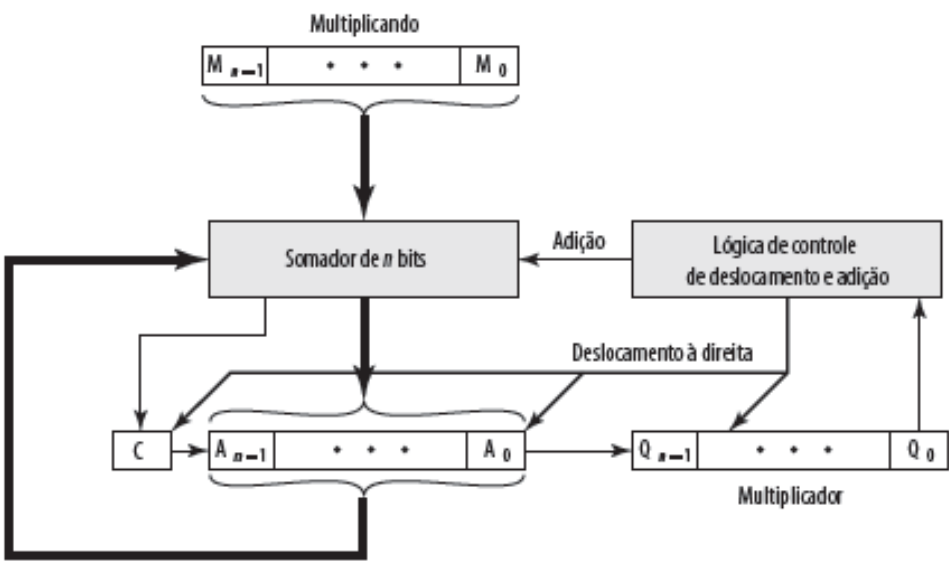 Multiplicando
M n−1 • • • M 0
Somador de n bits
Adição
Lógica de controle
de deslocamento e adição
Deslocamento à direita
C
A n−1 • • • A 0
Q n−1 • • • Q 0
Multiplicador